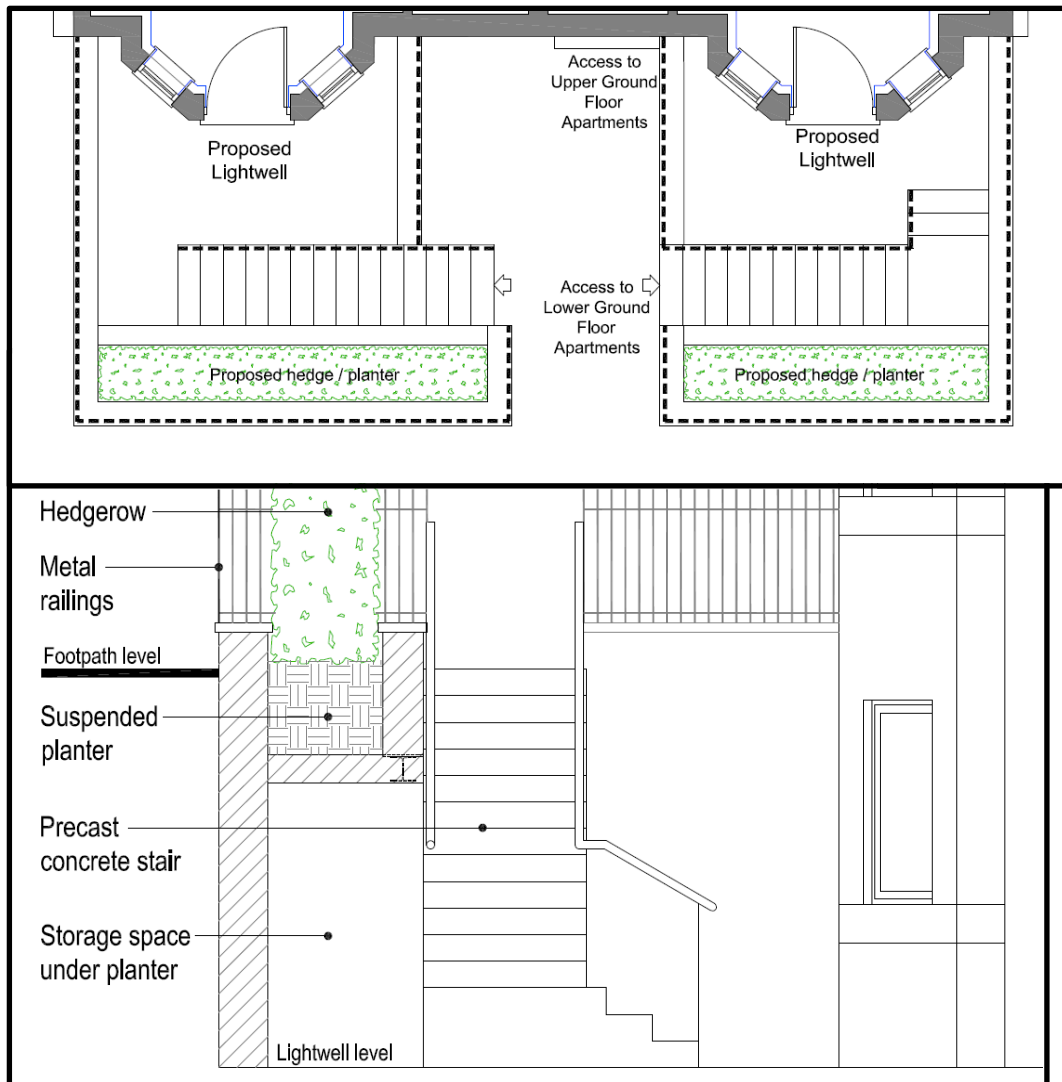 Access to
Upper Ground
Floor
Apartments
Proposed
Lightwell
Proposed
Lightwell
Access to
Lower Ground
Floor
Apartments
Proposed hedge / planter
Proposed hedge / planter
Hedgerow
Metal
railings
Footpath level
Suspended
planter
Precast
concrete stair
Storage space
under planter
Lightwell level